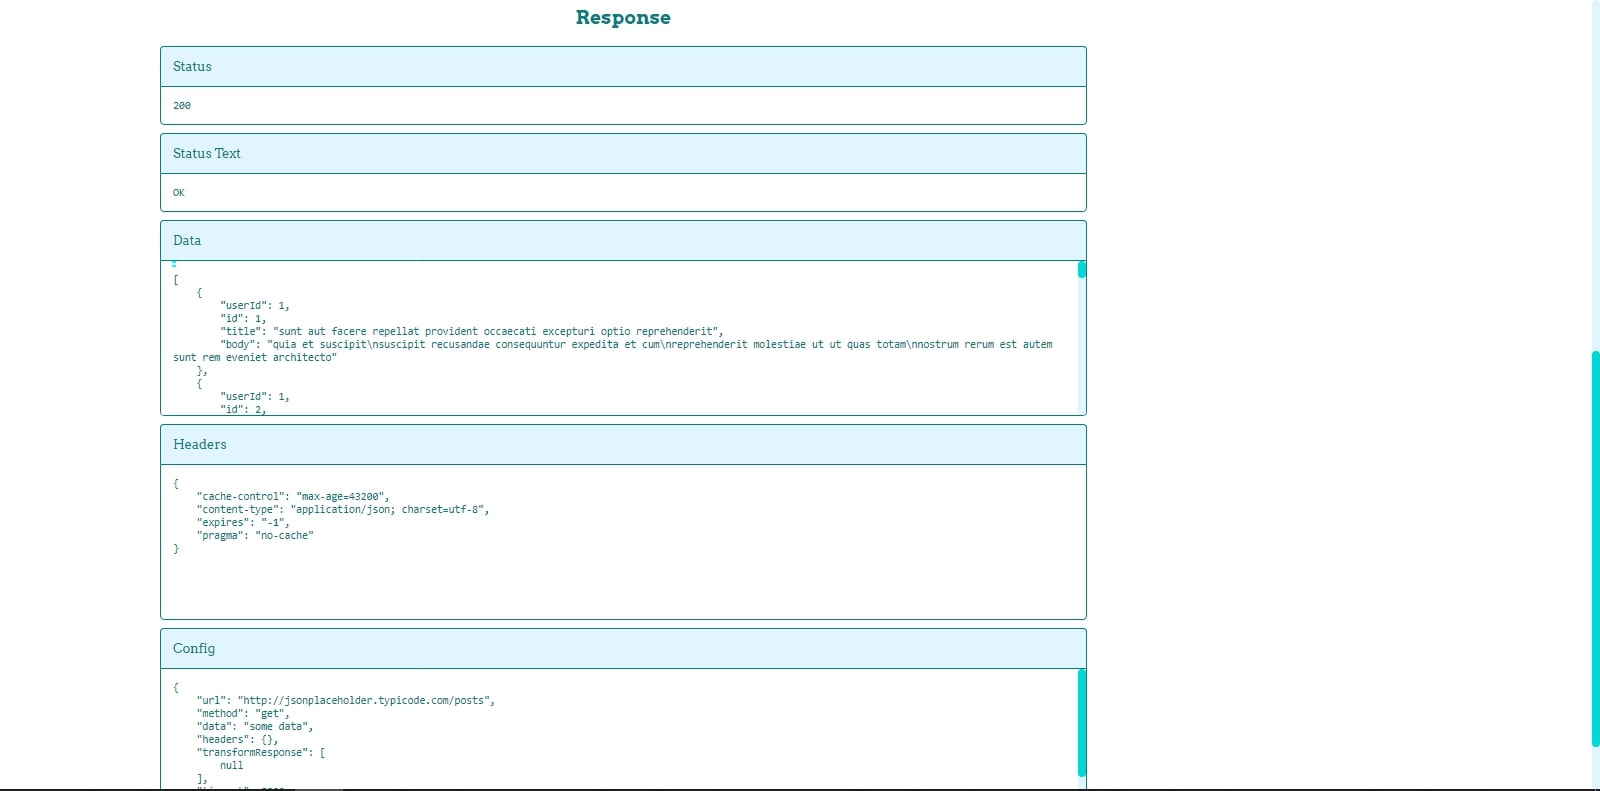 Response
Status
200
Status Text
OK
Data
[
    {
        "userId": 1,
        "id": 1,
        "title": "sunt aut facere repellat provident occaecati excepturi optio reprehenderit",
        "body": "quia et suscipit\nsuscipit recusandae consequuntur expedita et cum\nreprehenderit molestiae ut ut quas totam\nnostrum rerum est autem
sunt rem eveniet architecto"
    },
    {
        "userId": 1,
        "id": 2,
Headers
{
    "cache-control": "max-age=43200",
    "content-type": "application/json; charset=utf-8",
    "expires": "-1",
    "pragma": "no-cache"
}
Config
{
    "url": "http://jsonplaceholder.typicode.com/posts",
    "method": "get",
    "data": "some data",
    "headers": {},
    "transformResponse": [
        null
    ],